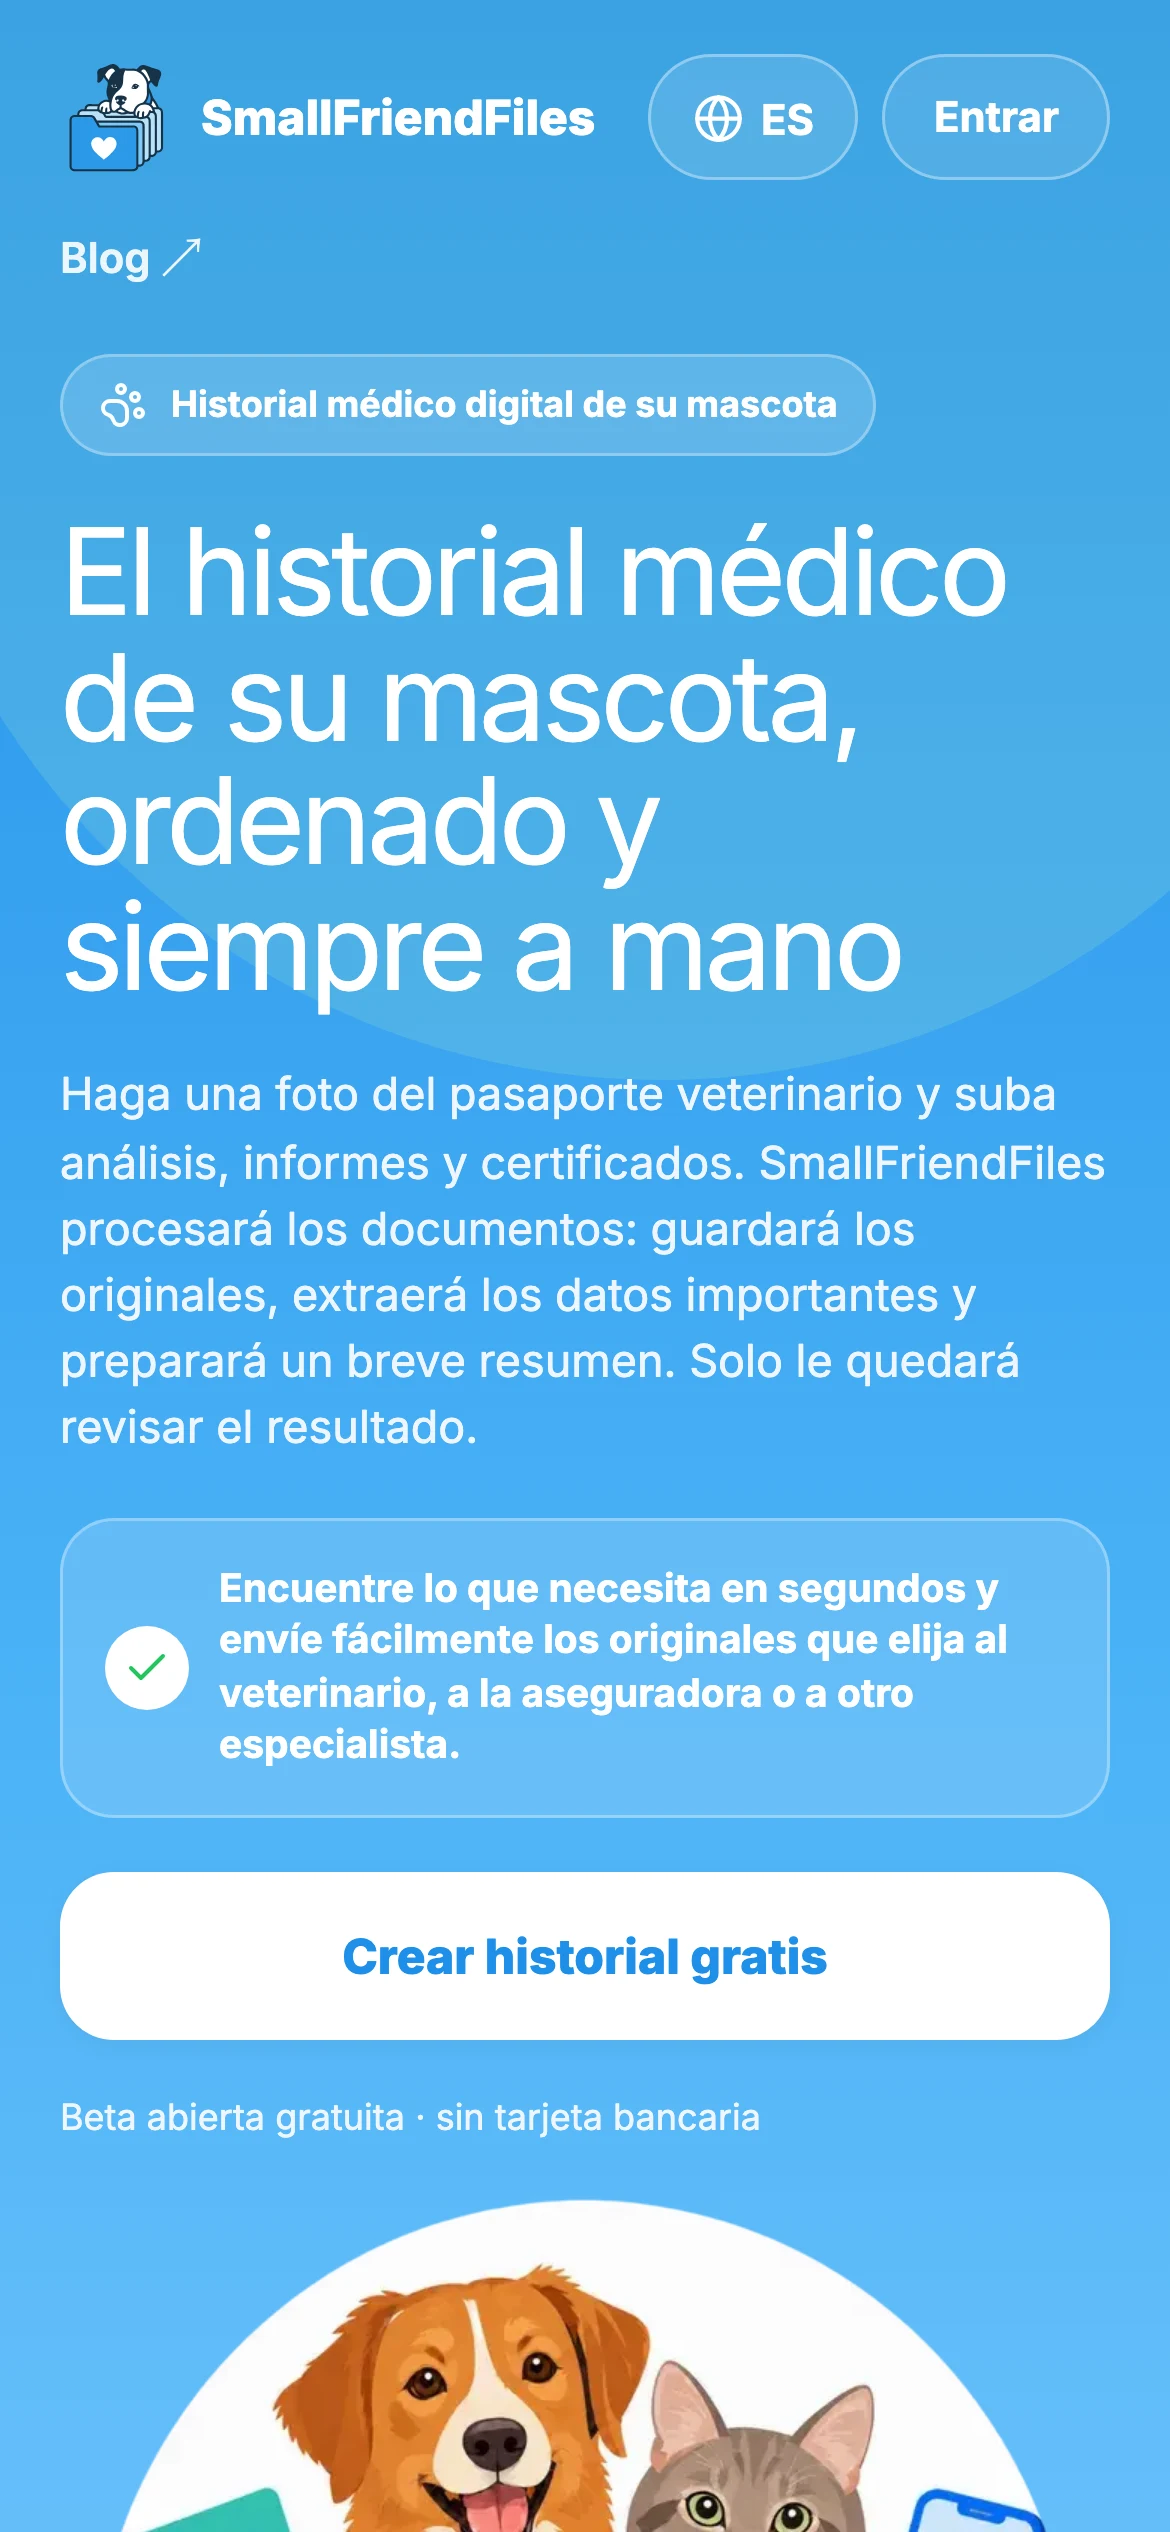 SmallFriendFiles
ES
Entrar
Blog ↗
Historial médico digital de su mascota
El historial médico
de su mascota,
ordenado y
siempre a mano
Haga una foto del pasaporte veterinario y suba
análisis, informes y certificados. SmallFriendFiles
procesará los documentos: guardará los
originales, extraerá los datos importantes y
preparará un breve resumen. Solo le quedará
revisar el resultado.
Encuentre lo que necesita en segundos y
envíe fácilmente los originales que elija al
veterinario, a la aseguradora o a otro
especialista.
Crear historial gratis
Beta abierta gratuita · sin tarjeta bancaria